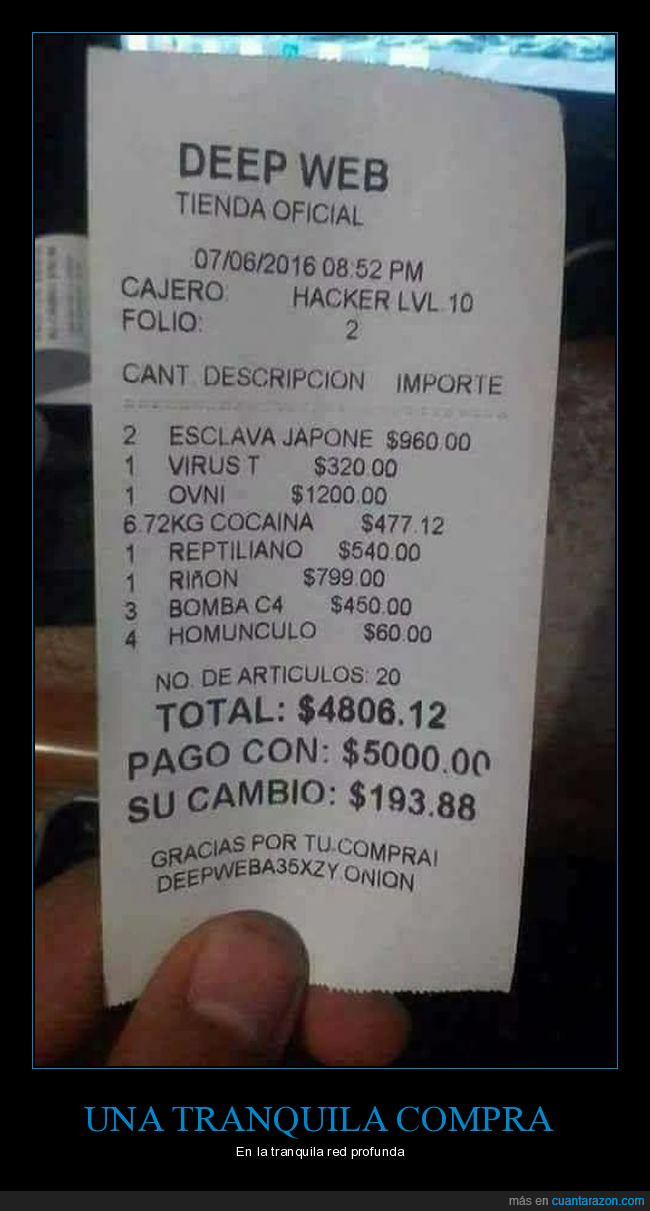 DEEP WEB
TIENDA OFICIAL
07/06/2016 08:52 PM
CAJERO: HACKER LVL 10
FOLIO: 2
CANT. DESCRIPCION IMPORTE
2 ESCLAVA JAPONE $960.00
1 VIRUS T $320.00
1 OVNI $1200.00
6.72KG COCAINA $477.12
1 REPTILIANO $540.00
1 RIñON $799.00
3 BOMBA C4 $450.00
4 HOMUNCULO $60.00
NO. DE ARTICULOS: 20
TOTAL: $4806.12
PAGO CON: $5000.00
SU CAMBIO: $193.88
GRACIAS POR TU COMPRA!
DEEPWEBA35XZY.ONION
UNA TRANQUILA COMPRA
En la tranquila red profunda
más en cuantarazon.com